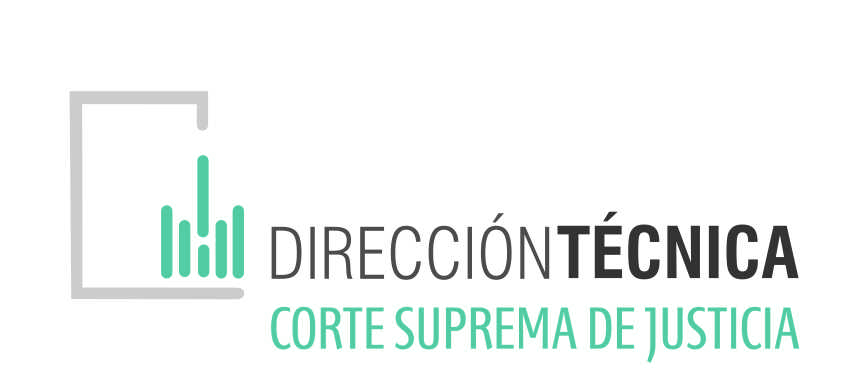 DIRECCIÓNTÉCNICA
CORTE SUPREMA DE JUSTICIA